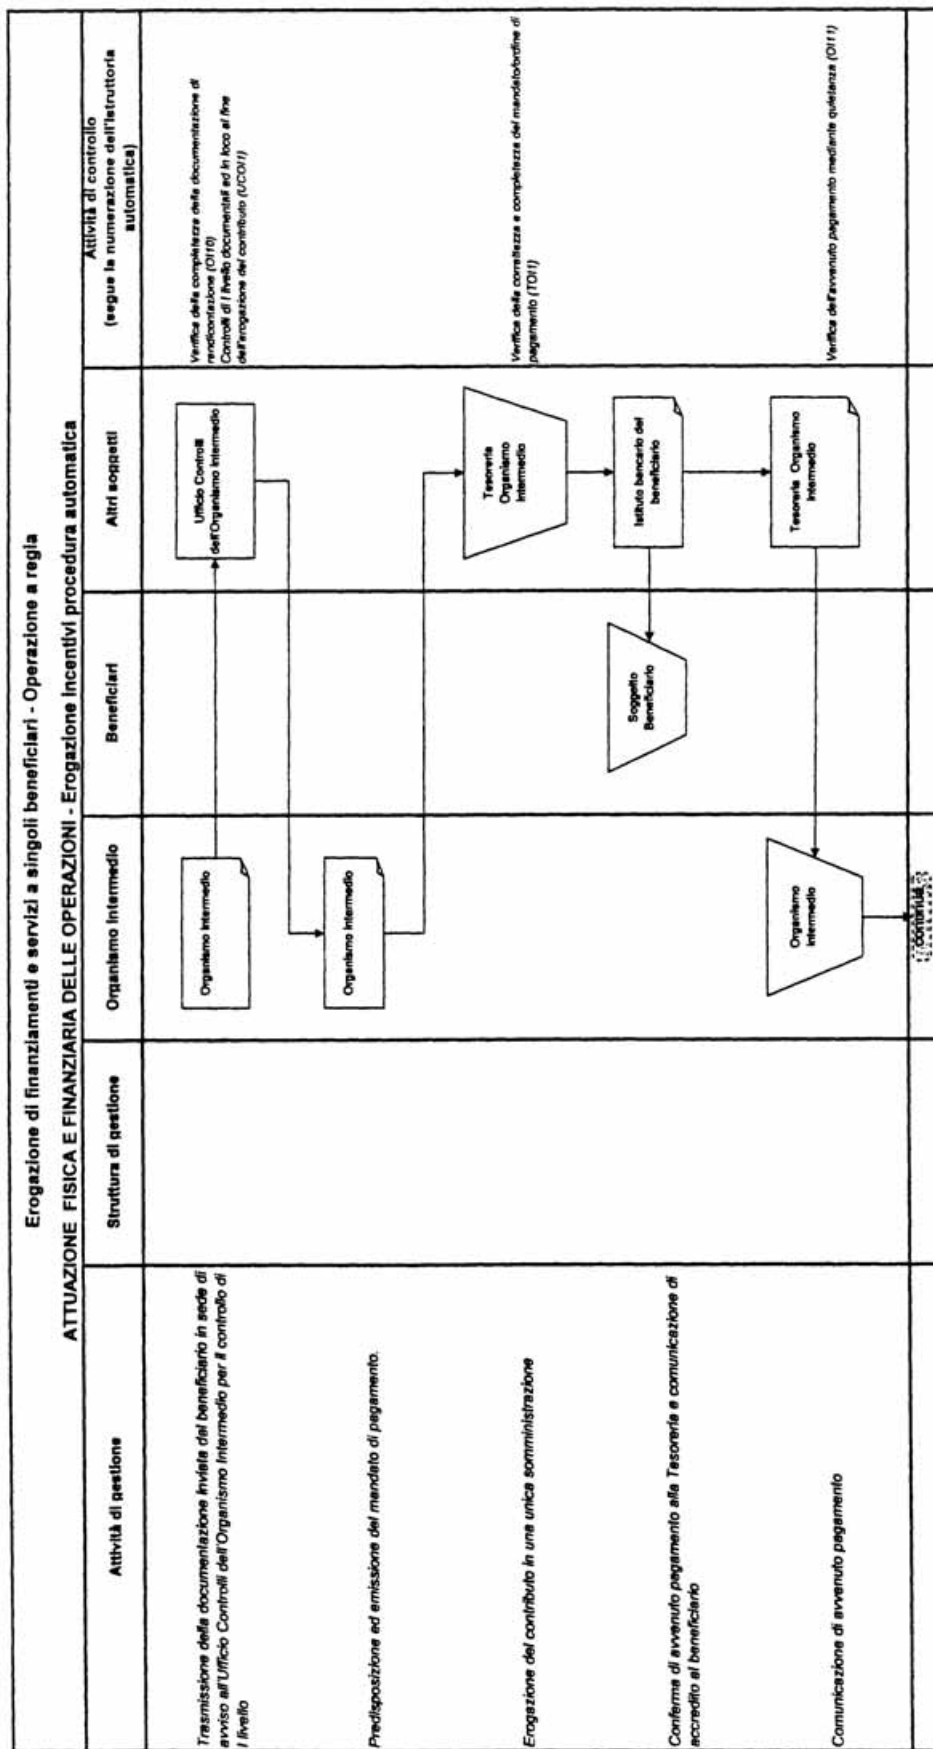 Erogazione di finanziamenti e servizi a singoli beneficiari - Operazione a regia
ATTUAZIONE FISICA E FINANZIARIA DELLE OPERAZIONI - Erogazione incentivi procedura automatica
Attività di gestione
Struttura di gestione
Organismo Intermedio
Beneficiari
Altri soggetti
Attività di controllo
(segue la numerazione dell'istruttoria
automatica)
Trasmissione della documentazione inviata dal beneficiario in sede di
avviso all'Ufficio Controlli dell'Organismo Intermedio per il controllo di
I livello
Organismo Intermedio
Ufficio Controlli
dell'Organismo Intermedio
Verifica della completezza della documentazione di
rendicontazione (OI10)
Controlli di I livello documentali ed in loco al fine
dell'erogazione del contributo (UCOI1)
Predisposizione ed emissione del mandato di pagamento.
Organismo Intermedio
Erogazione del contributo in una unica somministrazione
Tesoreria
Organismo
Intermedio
Verifica della correttezza e completezza del mandato/ordine di
pagamento (TOI1)
Conferma di avvenuto pagamento alla Tesoreria e comunicazione di
accredito al beneficiario
Soggetto
Beneficiario
Istituto bancario del
beneficiario
Comunicazione di avvenuto pagamento
Organismo
Intermedio
Tesoreria Organismo
Intermedio
Verifica dell'avvenuto pagamento mediante quietanza (OI11)
continua